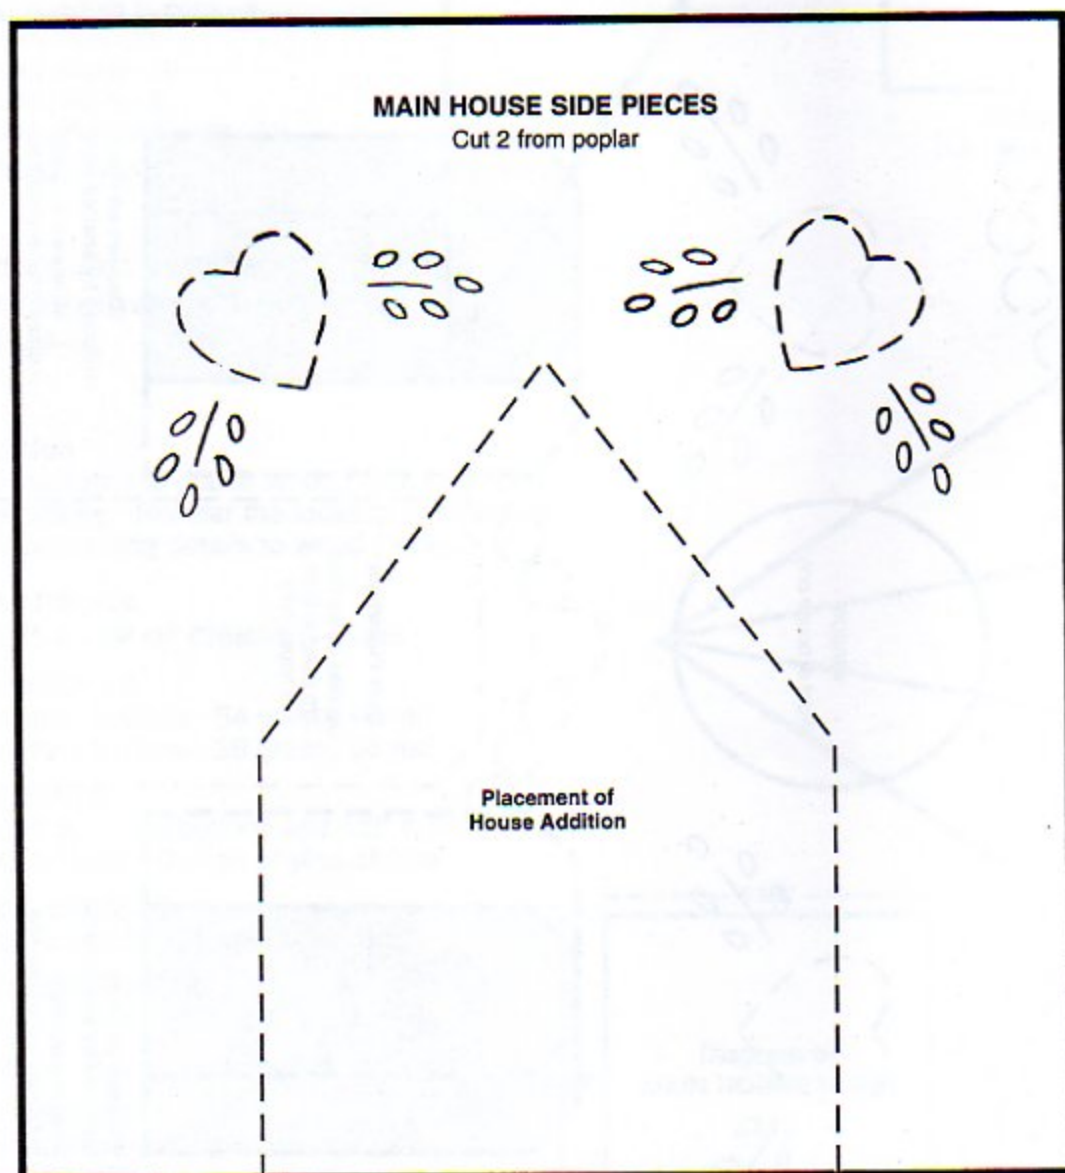 MAIN HOUSE SIDE PIECES
Cut 2 from poplar
Placement of
House Addition